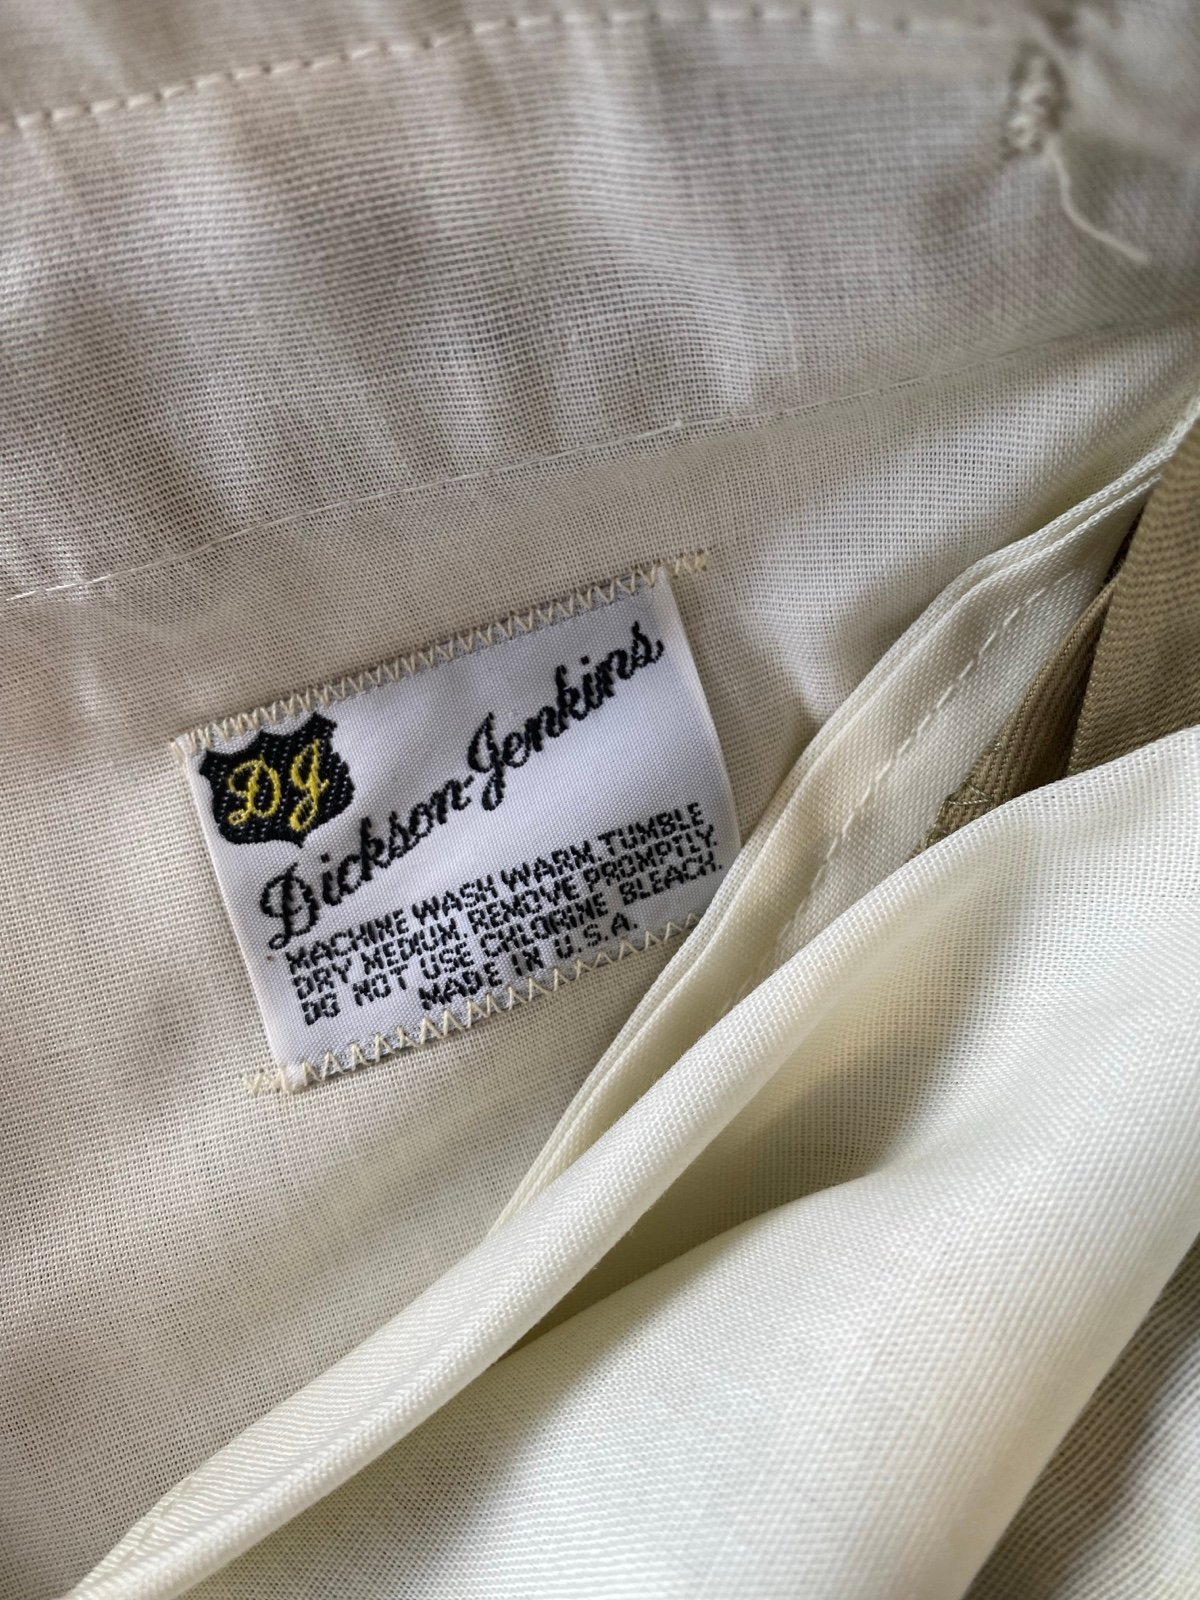 DJ
Dickson-Jenkins
MACHINE WASH WARM, TUMBLE
DRY MEDIUM, REMOVE PROMPTLY.
DO NOT USE CHLORINE BLEACH.
MADE IN U.S.A.